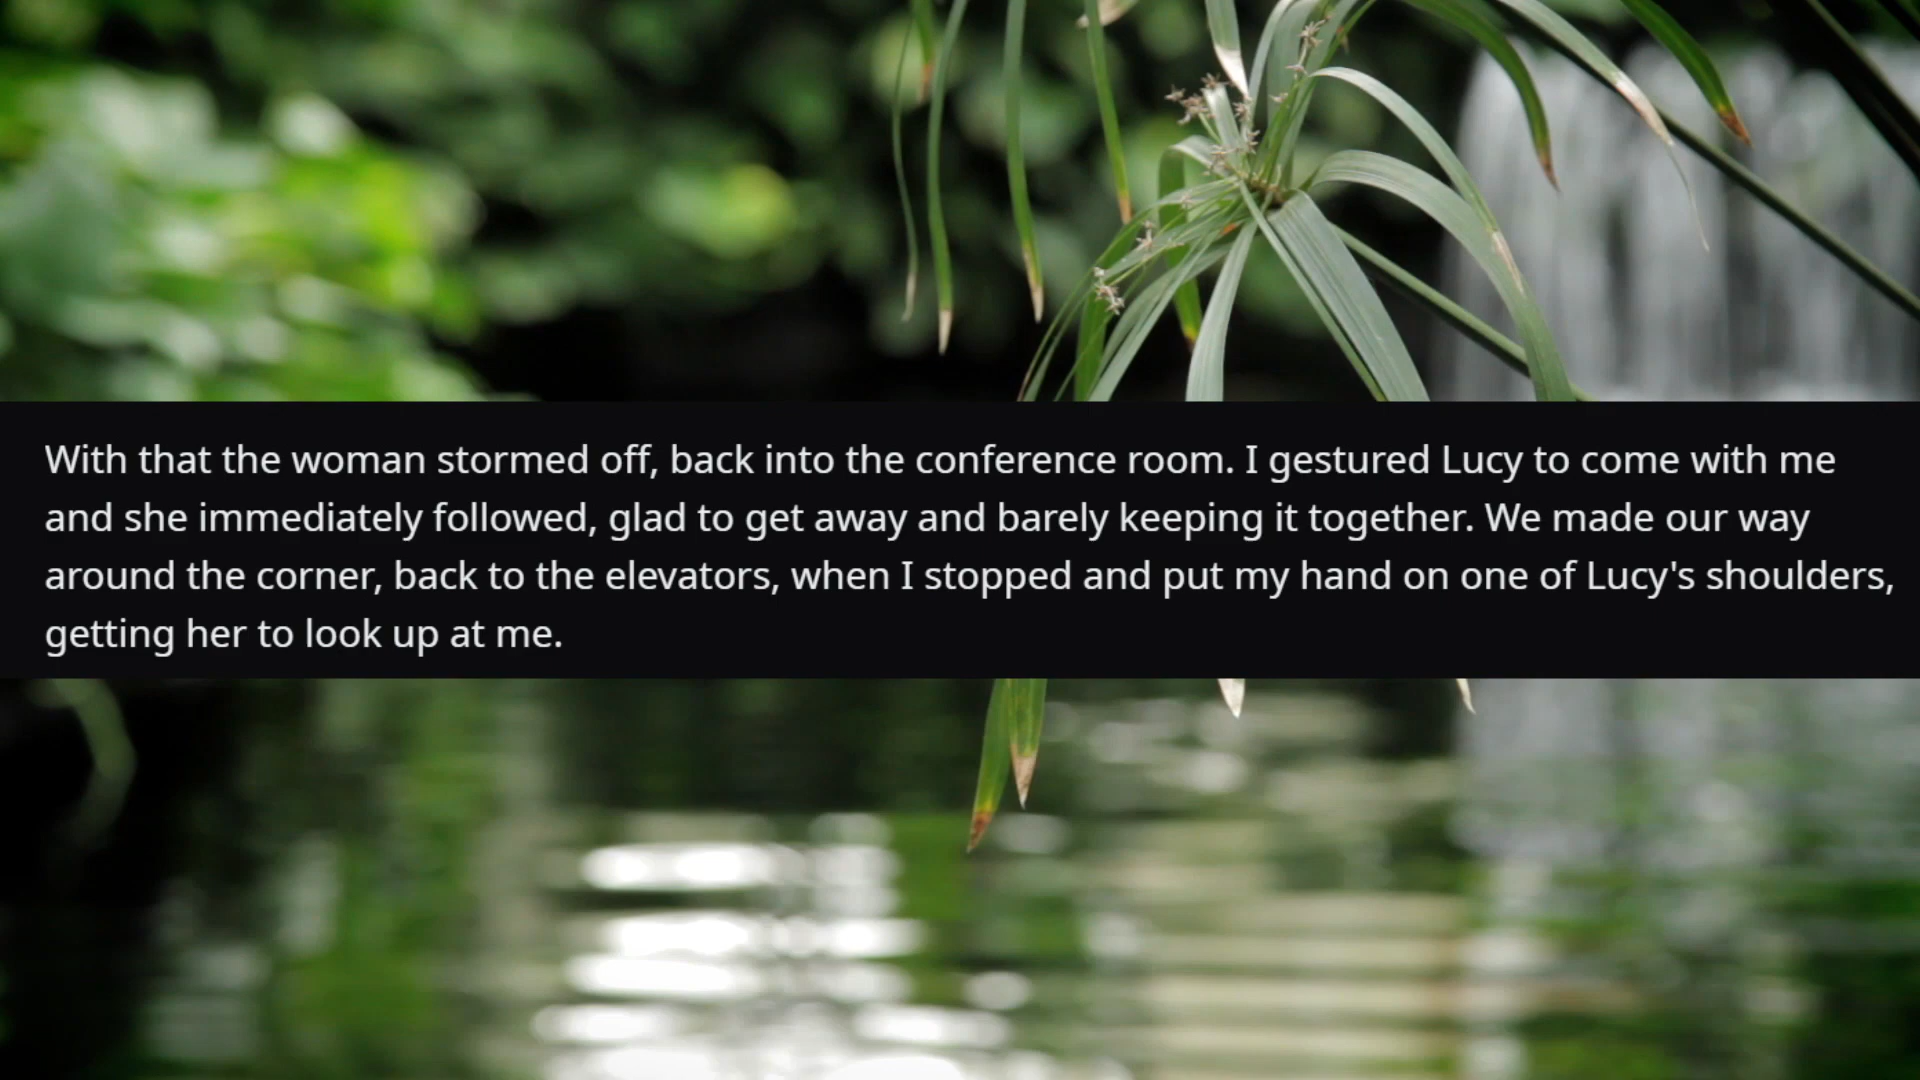 With that the woman stormed off, back into the conference room. I gestured Lucy to come with me
and she immediately followed, glad to get away and barely keeping it together. We made our way
around the corner, back to the elevators, when I stopped and put my hand on one of Lucy's shoulders,
getting her to look up at me.